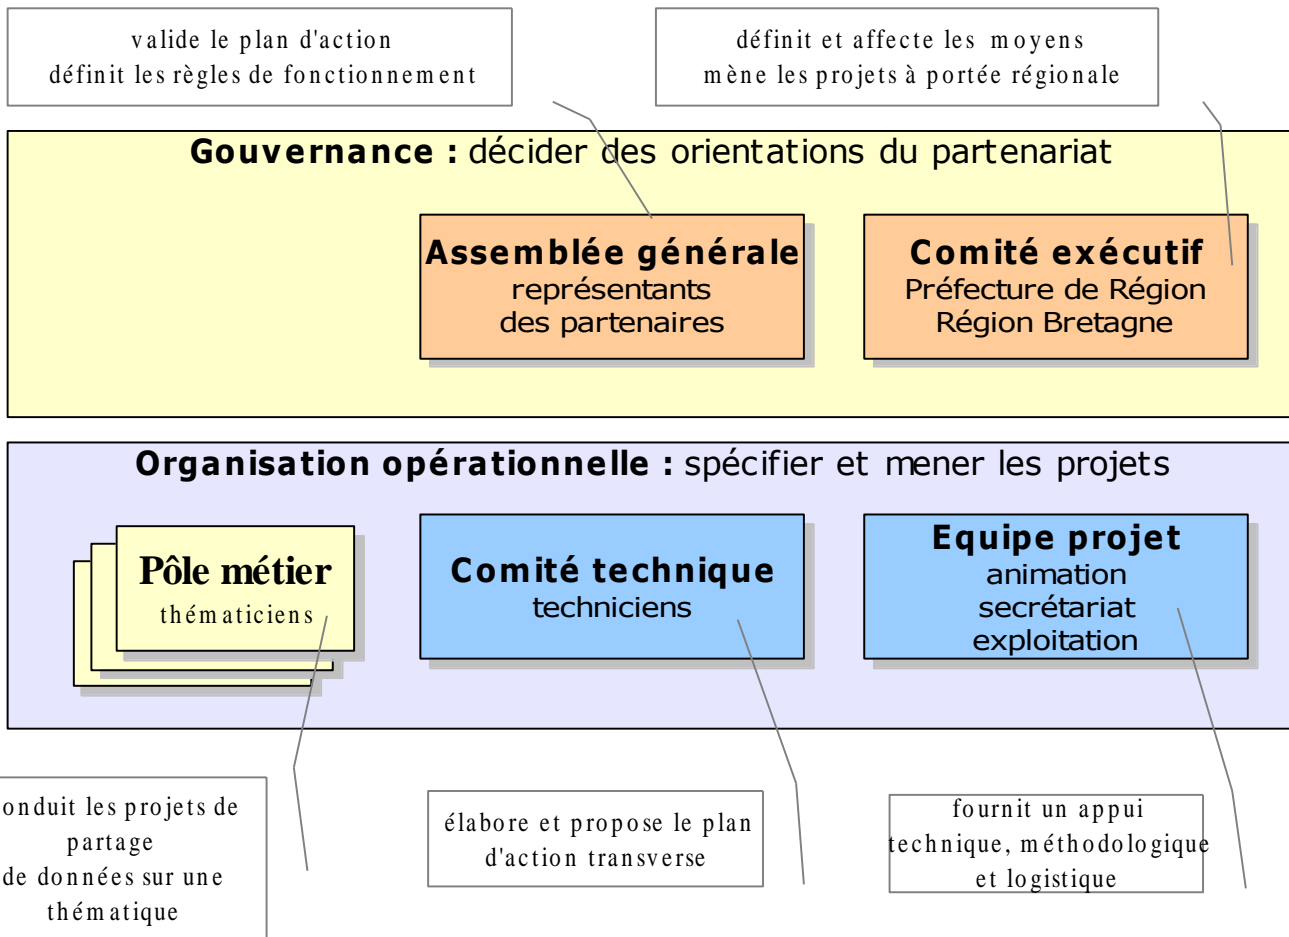 valide le plan d'action
définit les règles de fonctionnement
définit et affecte les moyens
mène les projets à portée régionale
Gouvernance : décider des orientations du partenariat
Assemblée générale
représentants
des partenaires
Comité exécutif
Préfecture de Région
Région Bretagne
Organisation opérationnelle : spécifier et mener les projets
Pôle métier
thématiciens
Comité technique
techniciens
Equipe projet
animation
secrétariat
exploitation
onduit les projets de
partage
de données sur une
thématique
élabore et propose le plan
d'action transverse
fournit un appui
technique, méthodologique
et logistique